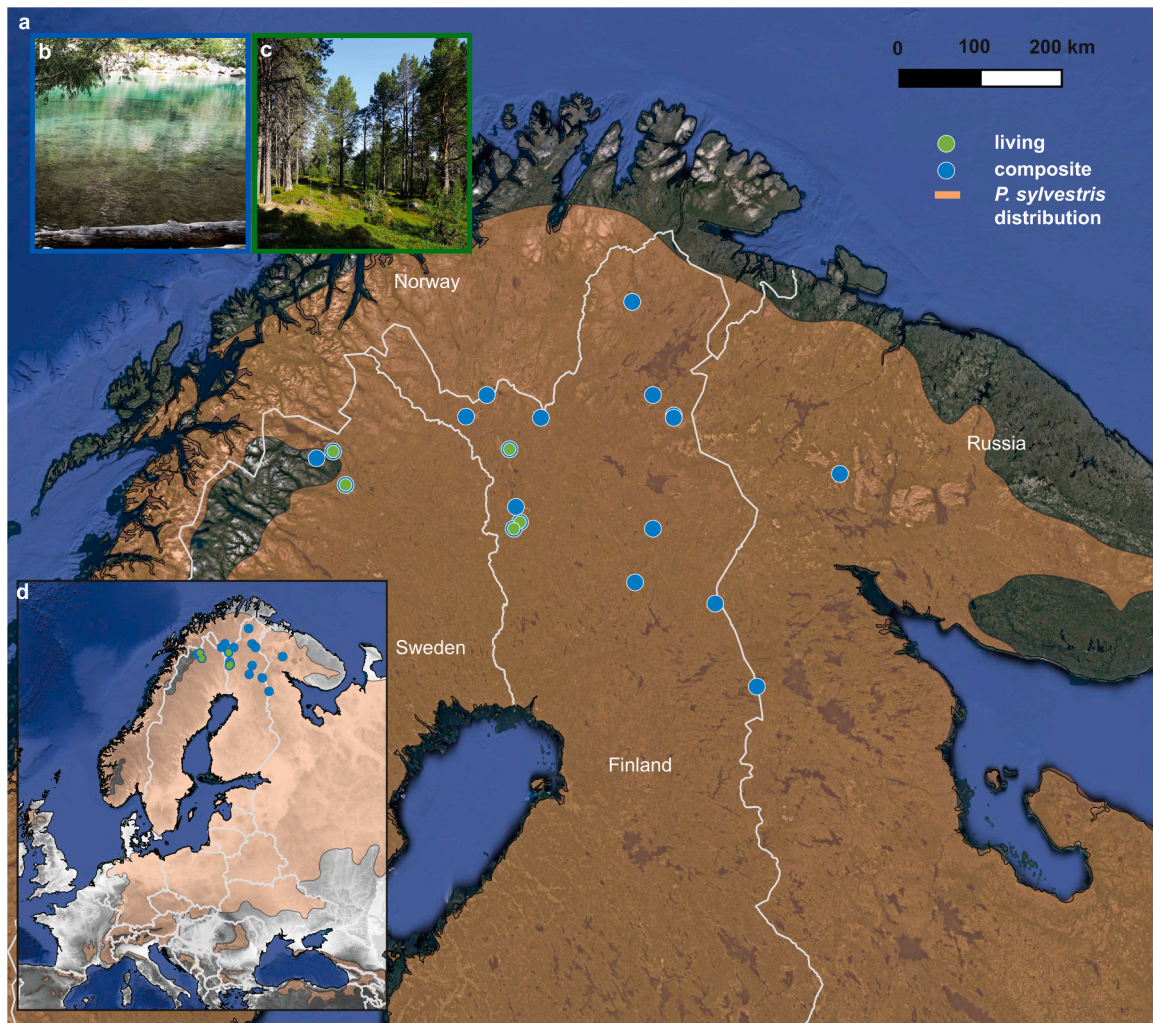 a
b
c
0 100 200 km
living
composite
P. sylvestris
distribution
Norway
Russia
d
Sweden
Finland